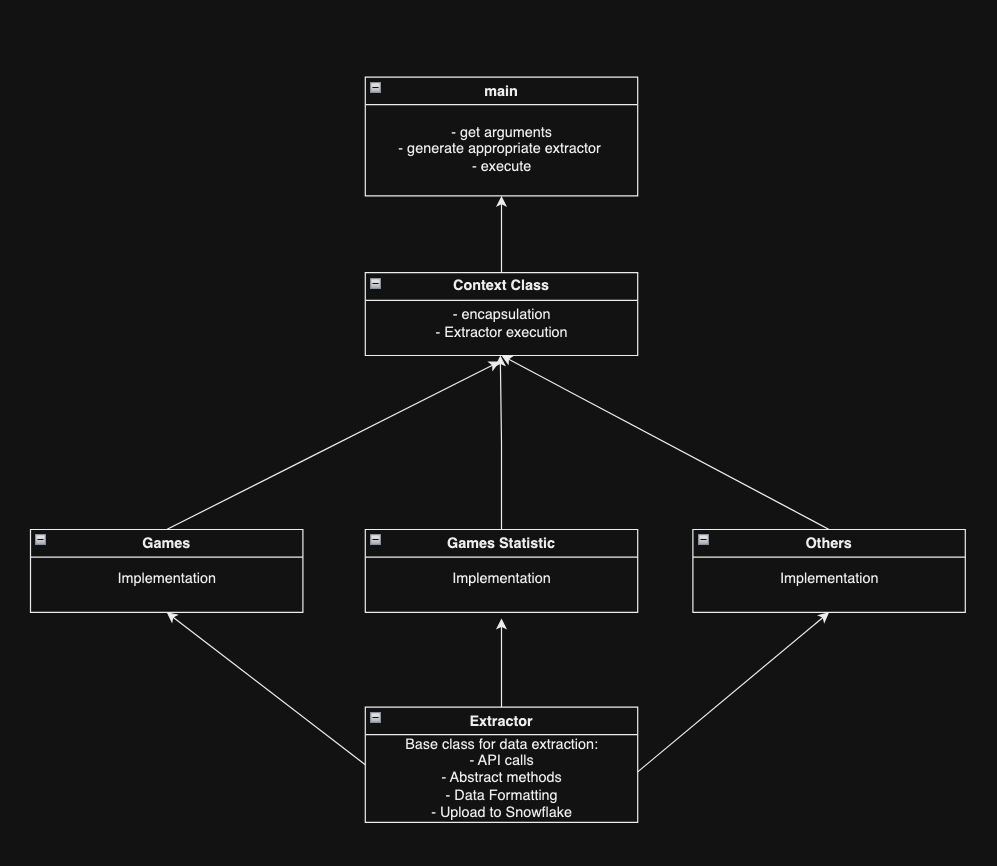 main
- get arguments
- generate appropriate extractor
- execute
Context Class
- encapsulation
- Extractor execution
Games
Implementation
Games Statistic
Implementation
Others
Implementation
Extractor
Base class for data extraction:
- API calls
- Abstract methods
- Data Formatting
- Upload to Snowflake